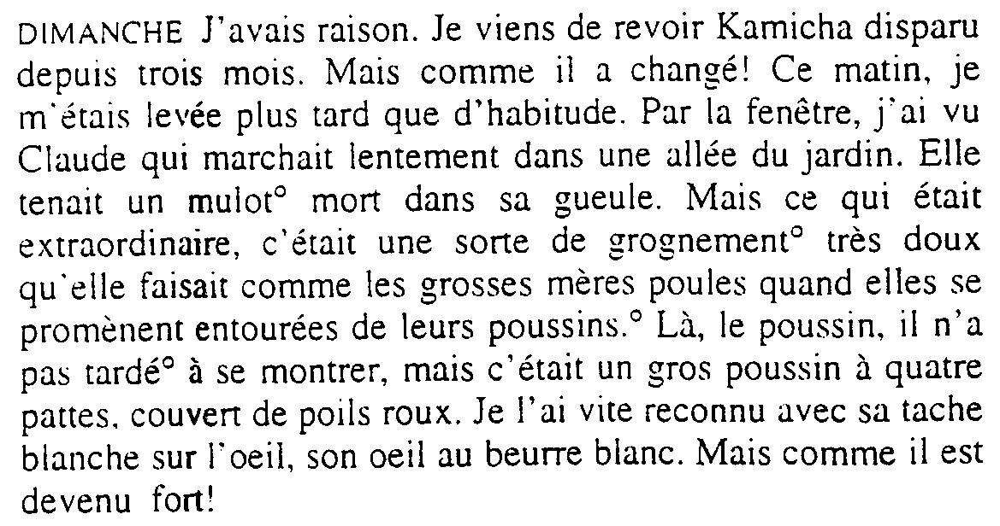 DIMANCHE J'avais raison. Je viens de revoir Kamicha disparu
depuis trois mois. Mais comme il a changé! Ce matin, je
m'étais levée plus tard que d'habitude. Par la fenêtre, j'ai vu
Claude qui marchait lentement dans une allée du jardin. Elle
tenait un mulot° mort dans sa gueule. Mais ce qui était
extraordinaire, c'était une sorte de grognement° très doux
qu'elle faisait comme les grosses mères poules quand elles se
promènent entourées de leurs poussins.° Là, le poussin, il n'a
pas tardé° à se montrer, mais c'était un gros poussin à quatre
pattes, couvert de poils roux. Je l'ai vite reconnu avec sa tache
blanche sur l'oeil, son oeil au beurre blanc. Mais comme il est
devenu fort!